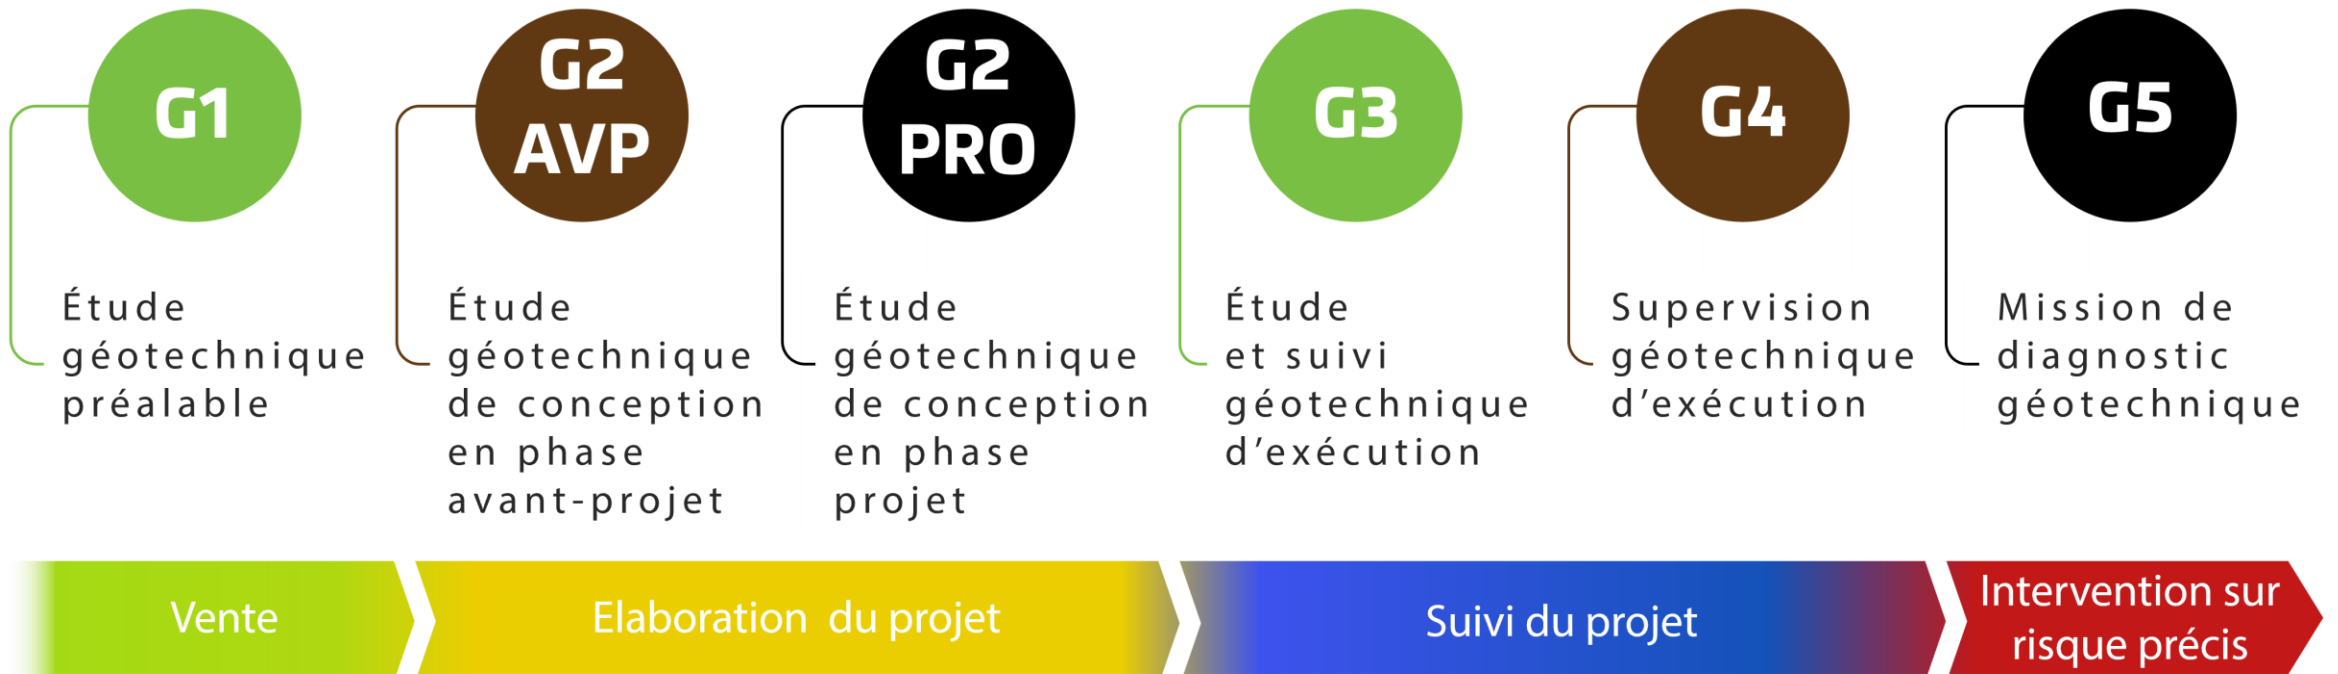 G1
Étude
géotechnique
préalable
G2
AVP
Étude
géotechnique
de conception
en phase
avant-projet
G2
PRO
Étude
géotechnique
de conception
en phase
projet
G3
Étude
et suivi
géotechnique
d’exécution
G4
Supervision
géotechnique
d’exécution
G5
Mission de
diagnostic
géotechnique
Vente
Elaboration du projet
Suivi du projet
Intervention sur
risque précis